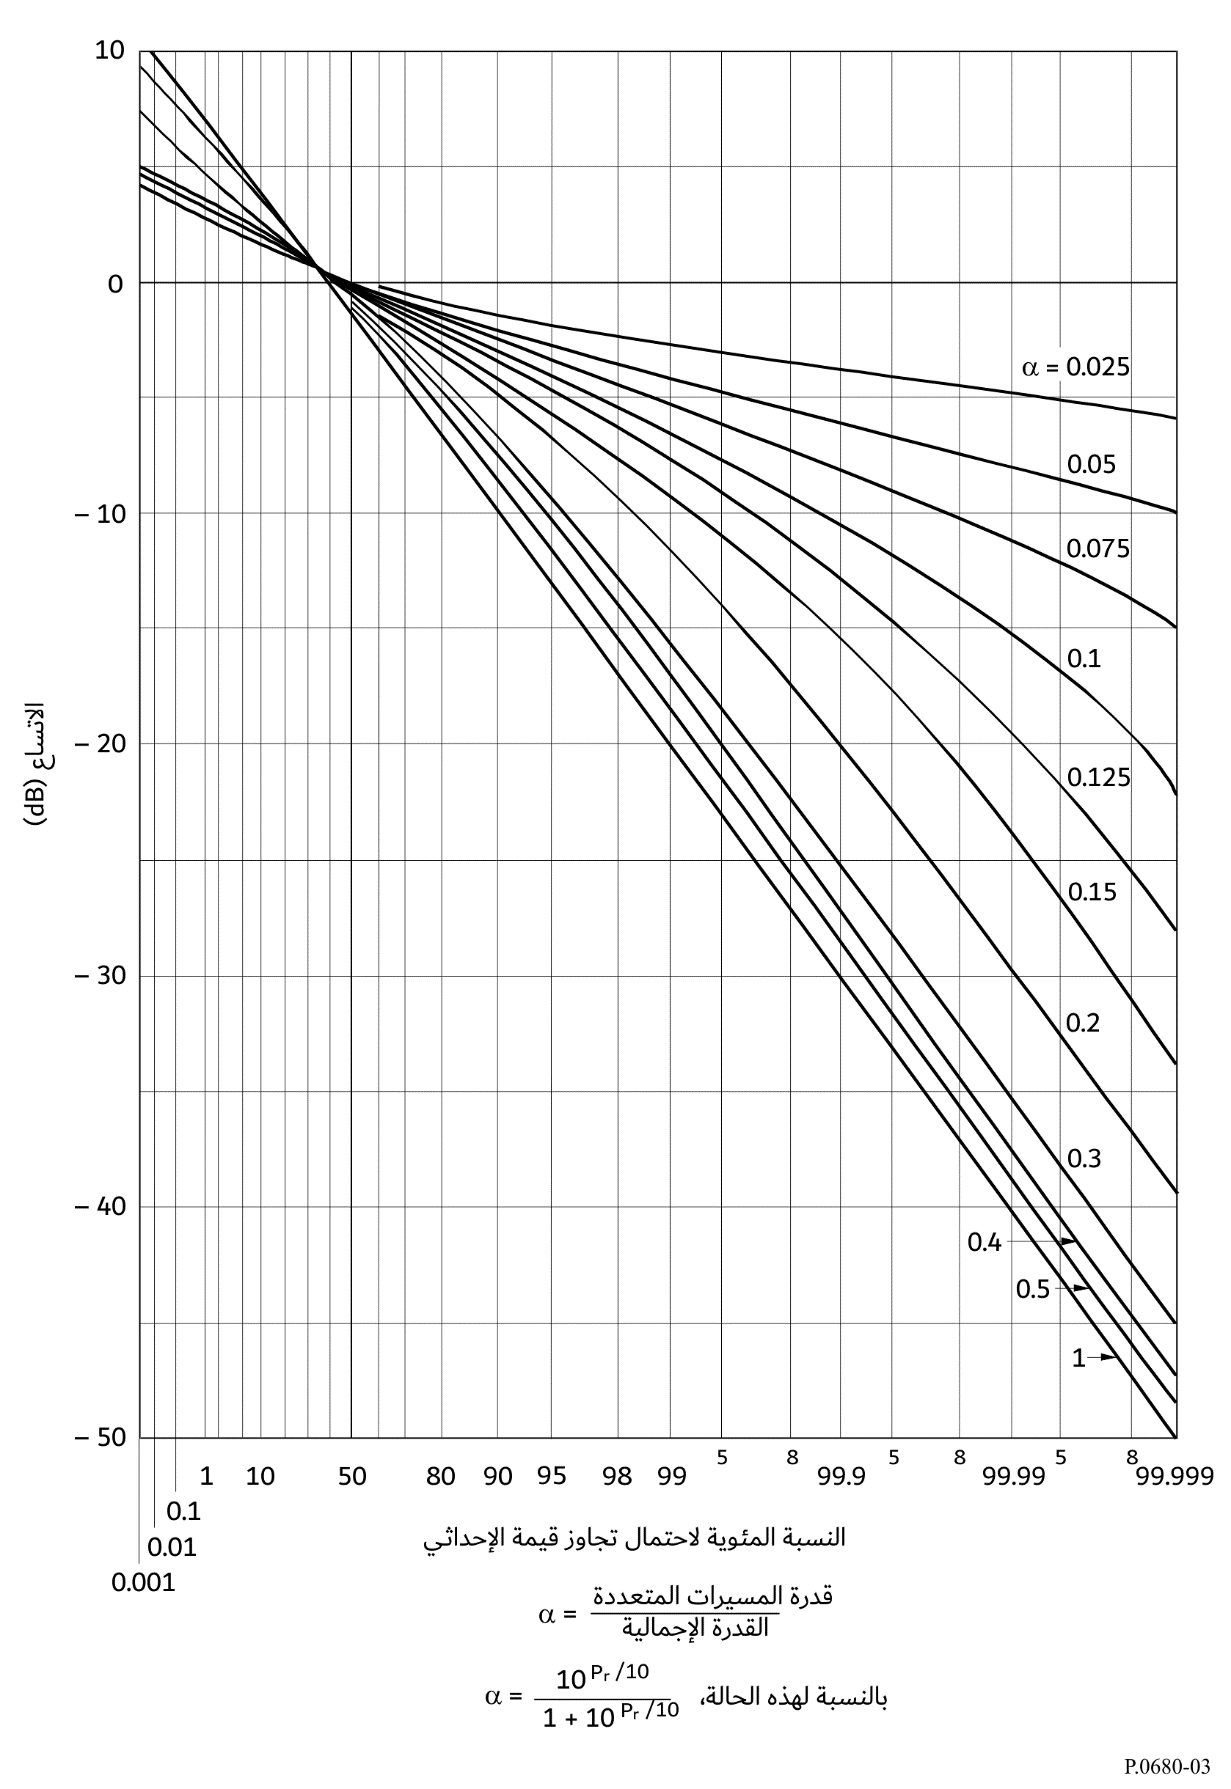 10
0
– 10
– 20
– 30
– 40
– 50
الاتساع (dB)
α = 0.025
0.05
0.075
0.1
0.125
0.15
0.2
0.3
0.4
0.5
1
5 8 5 8 5 8
1 10 50 80 90 95 98 99 99.9 99.99 99.999
0.1
0.01
0.001
النسبة المئوية لاحتمال تجاوز قيمة الإحداثي
قدرة المسيرات المتعددة
α =
القدرة الإجمالية
10 Pr /10
بالنسبة لهذه الحالة، α =
1 + 10 Pr /10
P.0680-03